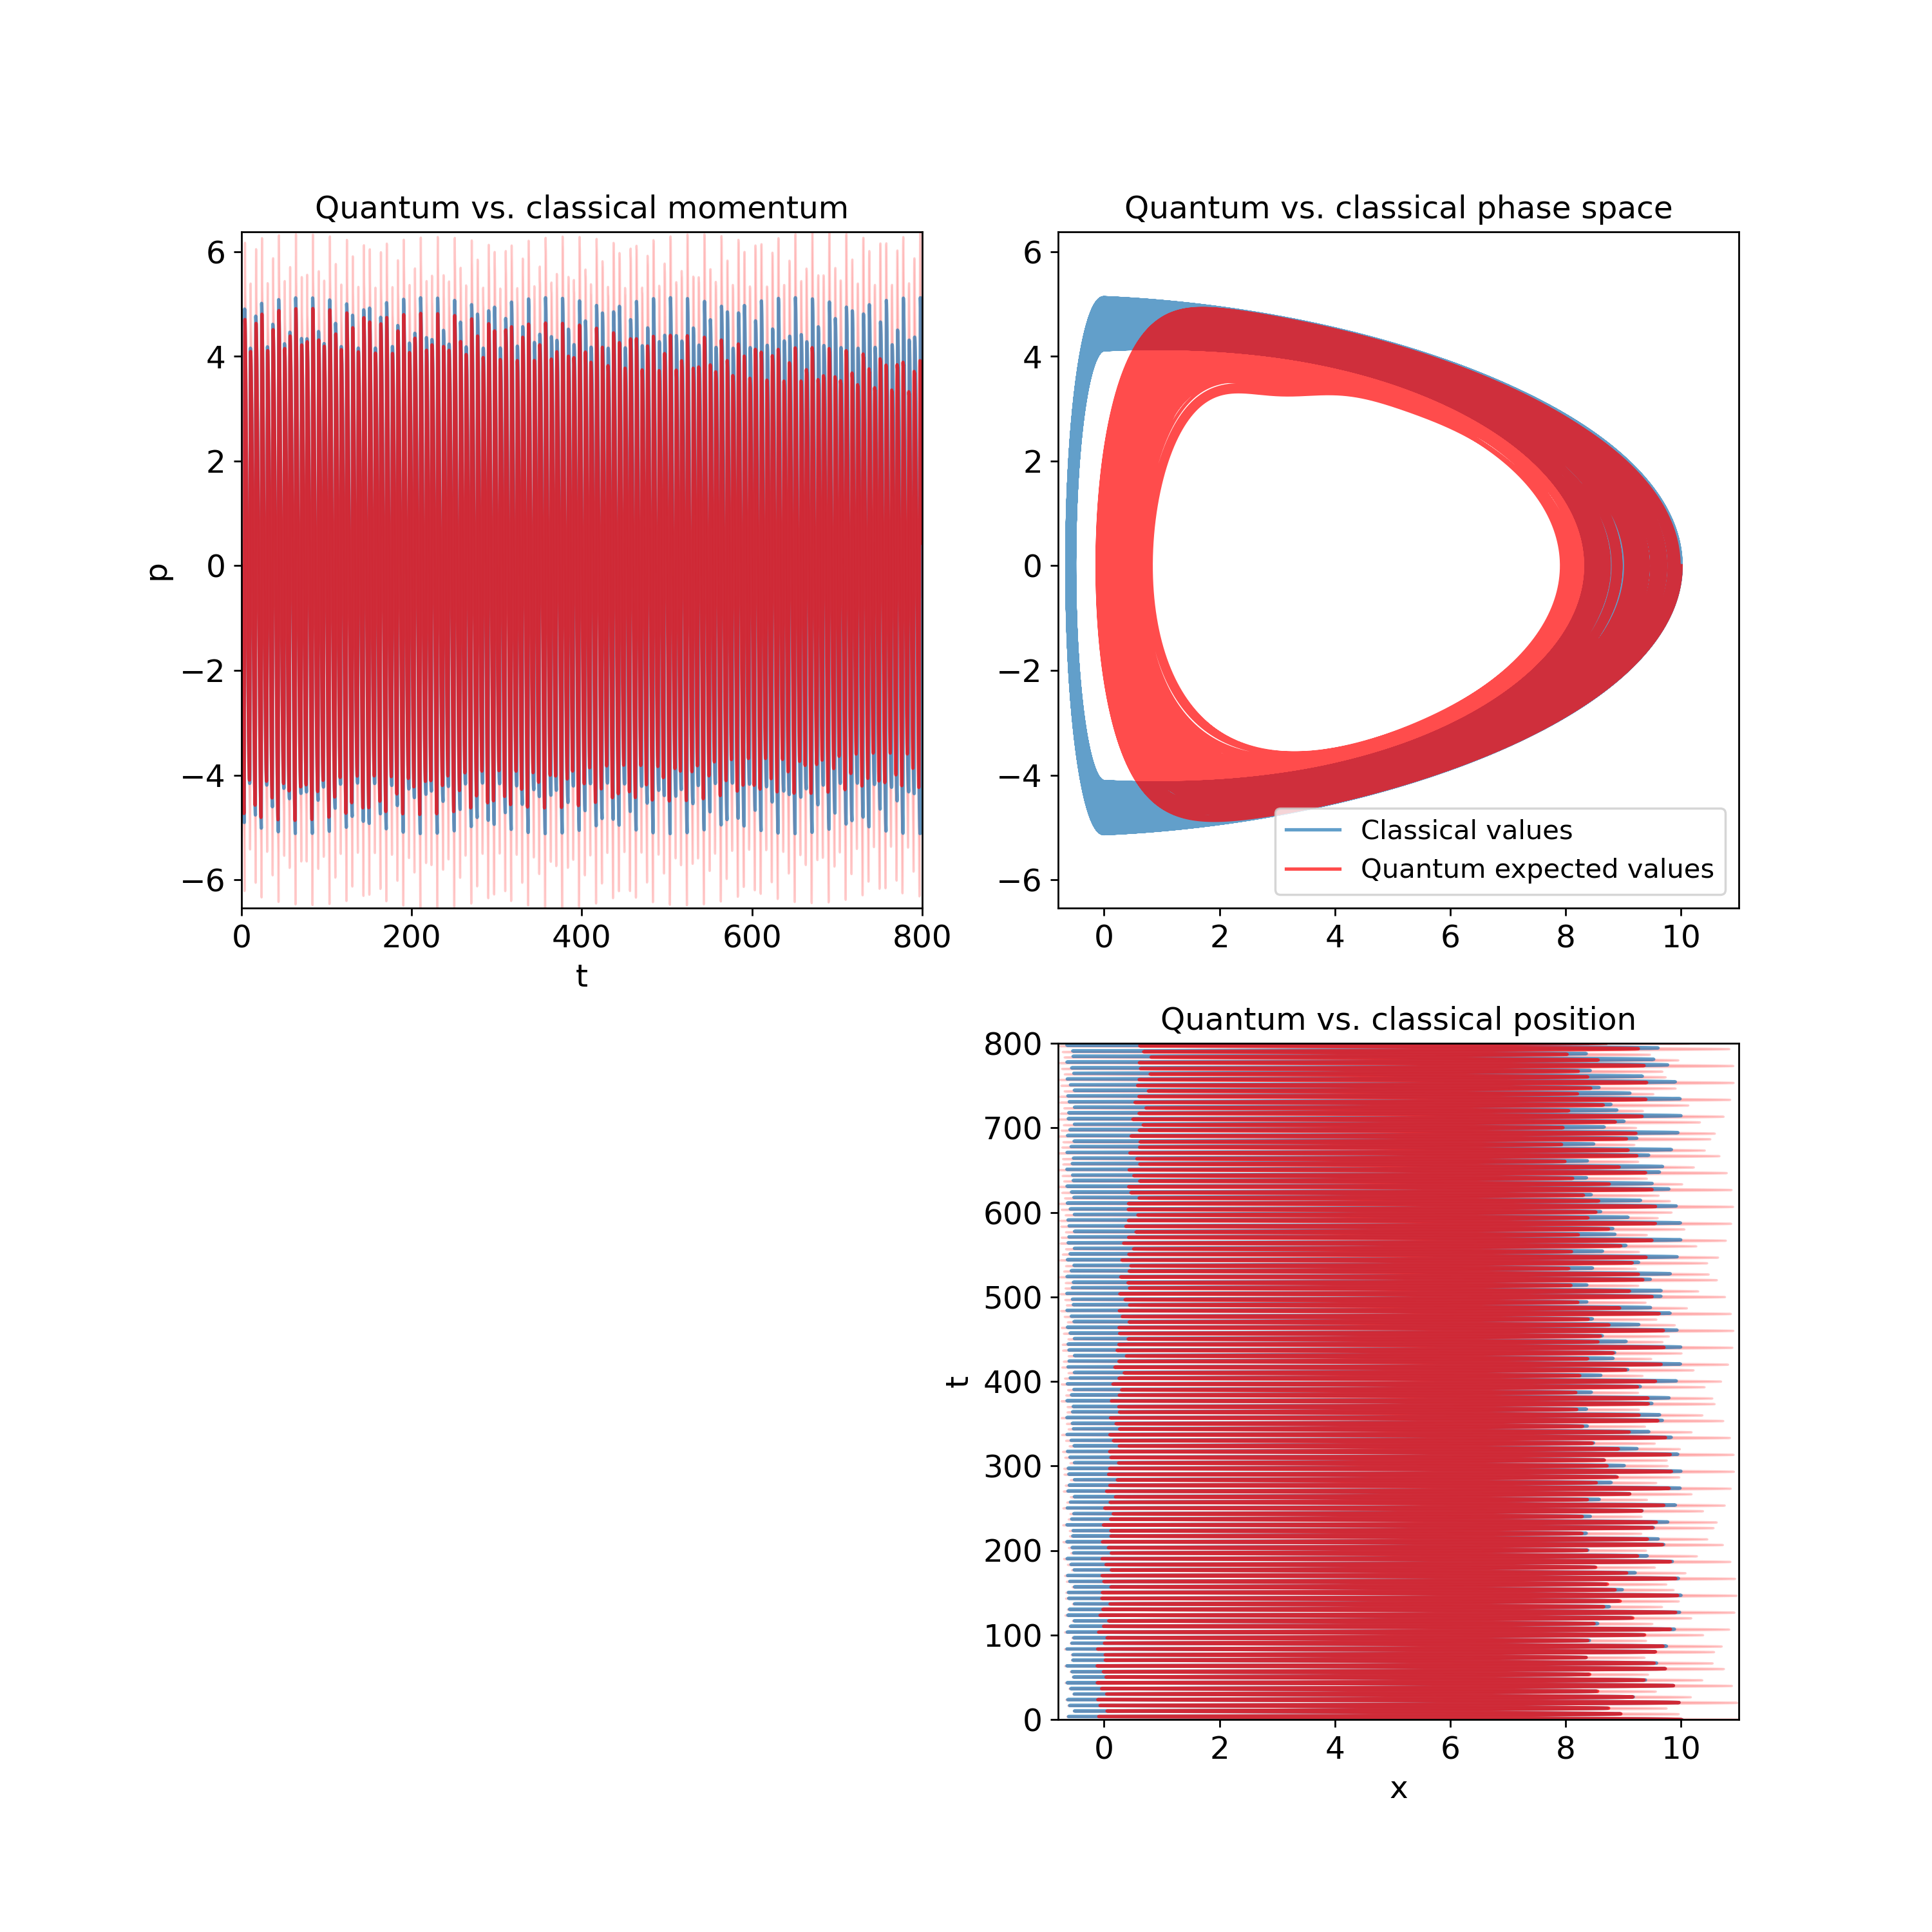 Quantum vs. classical momentum
6
4
2
0
−2
−4
−6
p
0 200 400 600 800
t
Quantum vs. classical phase space
6
4
2
0
−2
−4
−6
Classical values
Quantum expected values
0 2 4 6 8 10
Quantum vs. classical position
800
700
600
500
400
300
200
100
0
t
0 2 4 6 8 10
x